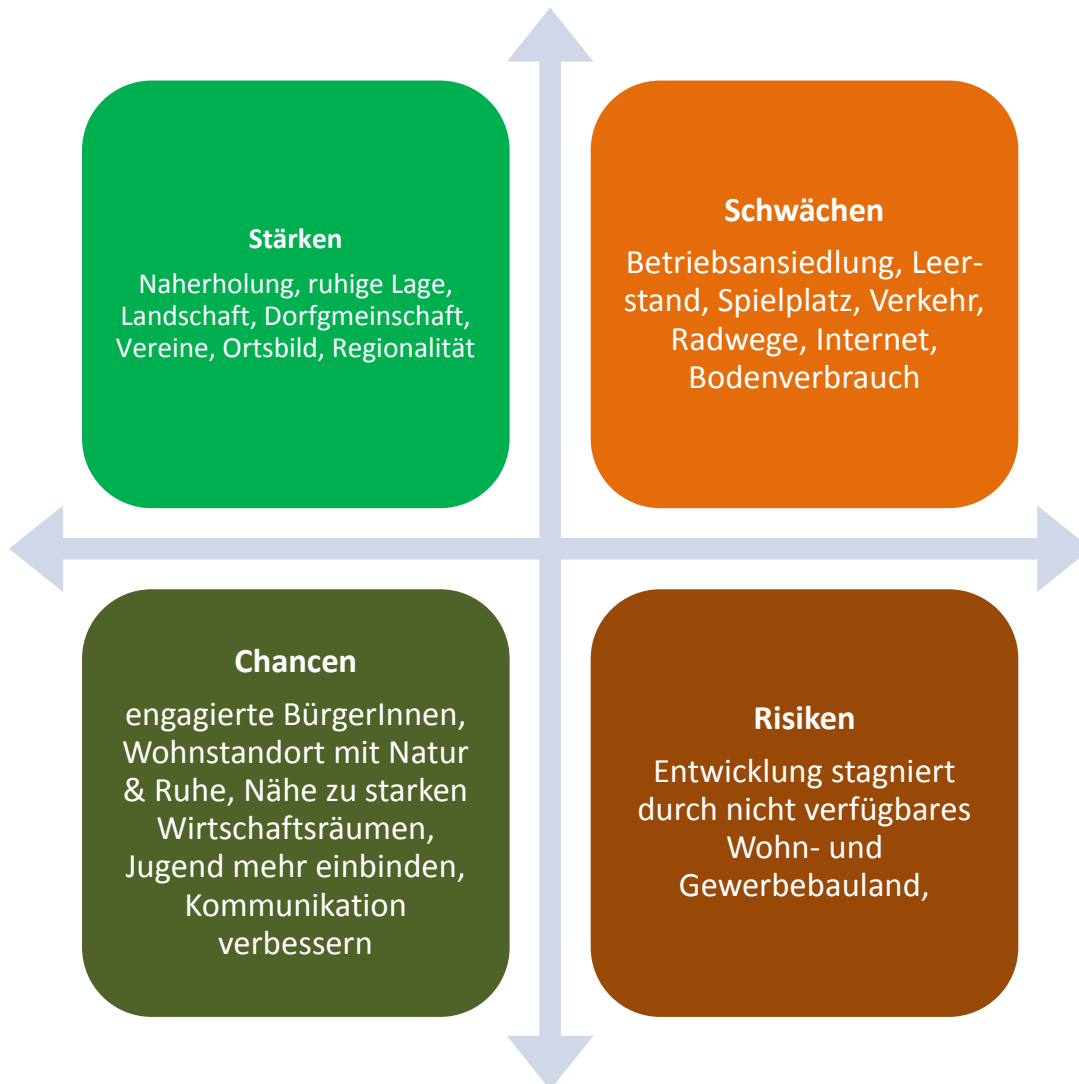 Stärken
Naherholung, ruhige Lage,
Landschaft, Dorfgmeinschaft,
Vereine, Ortsbild, Regionalität
Schwächen
Betriebsansiedlung, Leer-
stand, Spielplatz, Verkehr,
Radwege, Internet,
Bodenverbrauch
Chancen
engagierte BürgerInnen,
Wohnstandort mit Natur
& Ruhe, Nähe zu starken
Wirtschaftsräumen,
Jugend mehr einbinden,
Kommunikation
verbessern
Risiken
Entwicklung stagniert
durch nicht verfügbares
Wohn- und
Gewerbebauland,